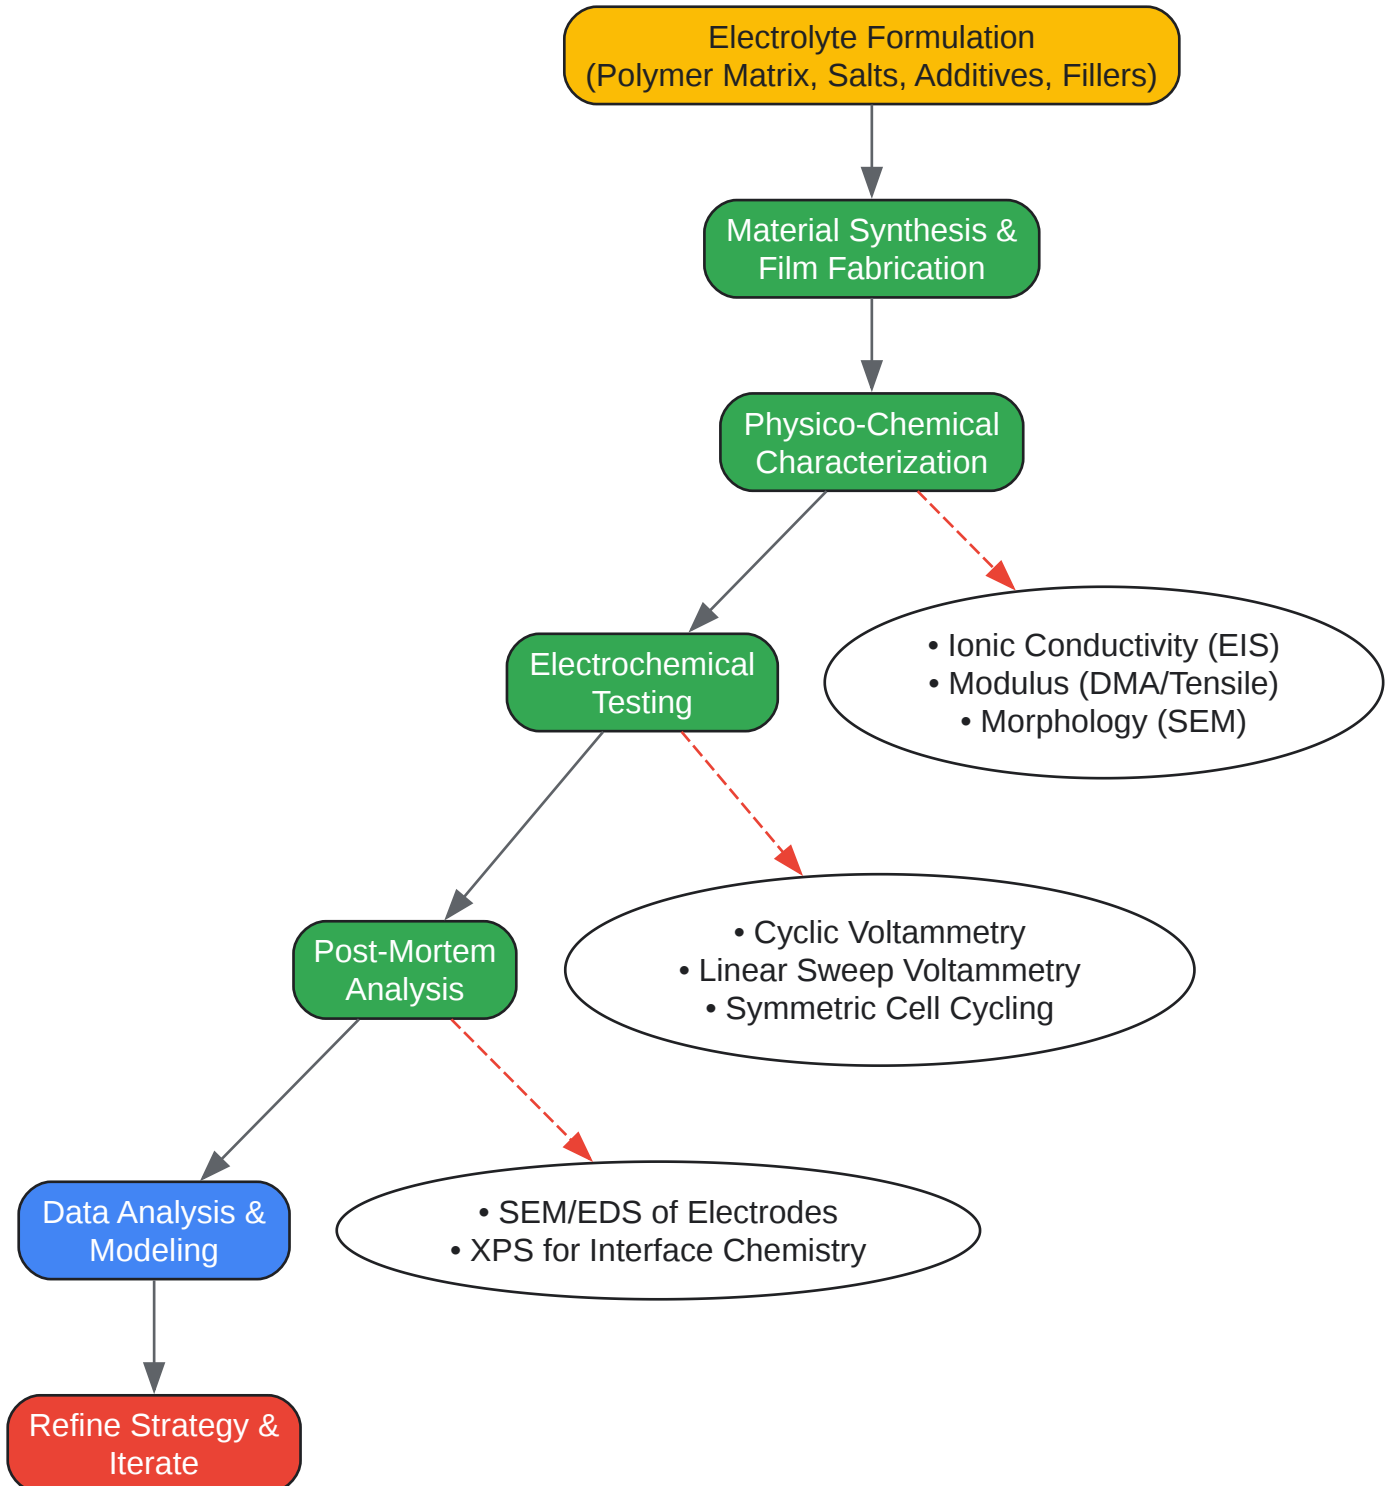 Electrolyte Formulation
(Polymer Matrix, Salts, Additives, Fillers)
Material Synthesis &
Film Fabrication
Physico-Chemical
Characterization
• Ionic Conductivity (EIS)
• Modulus (DMA/Tensile)
• Morphology (SEM)
Electrochemical
Testing
• Cyclic Voltammetry
• Linear Sweep Voltammetry
• Symmetric Cell Cycling
Post-Mortem
Analysis
• SEM/EDS of Electrodes
• XPS for Interface Chemistry
Data Analysis &
Modeling
Refine Strategy &
Iterate